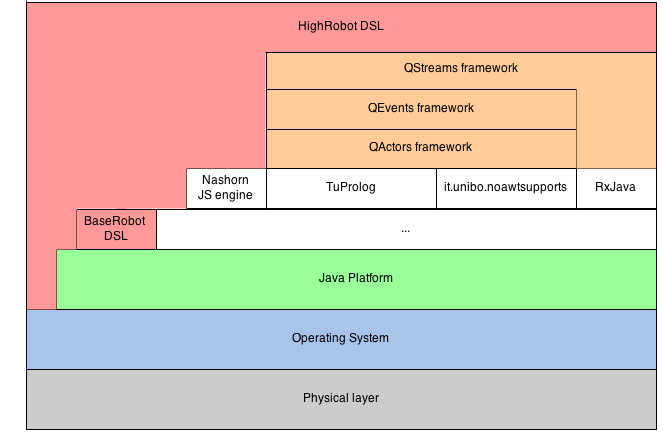 HighRobot DSL
QStreams framework
QEvents framework
QActors framework
Nashorn
JS engine
TuProlog
it.unibo.noawtsupports
RxJava
BaseRobot
DSL
...
Java Platform
Operating System
Physical layer